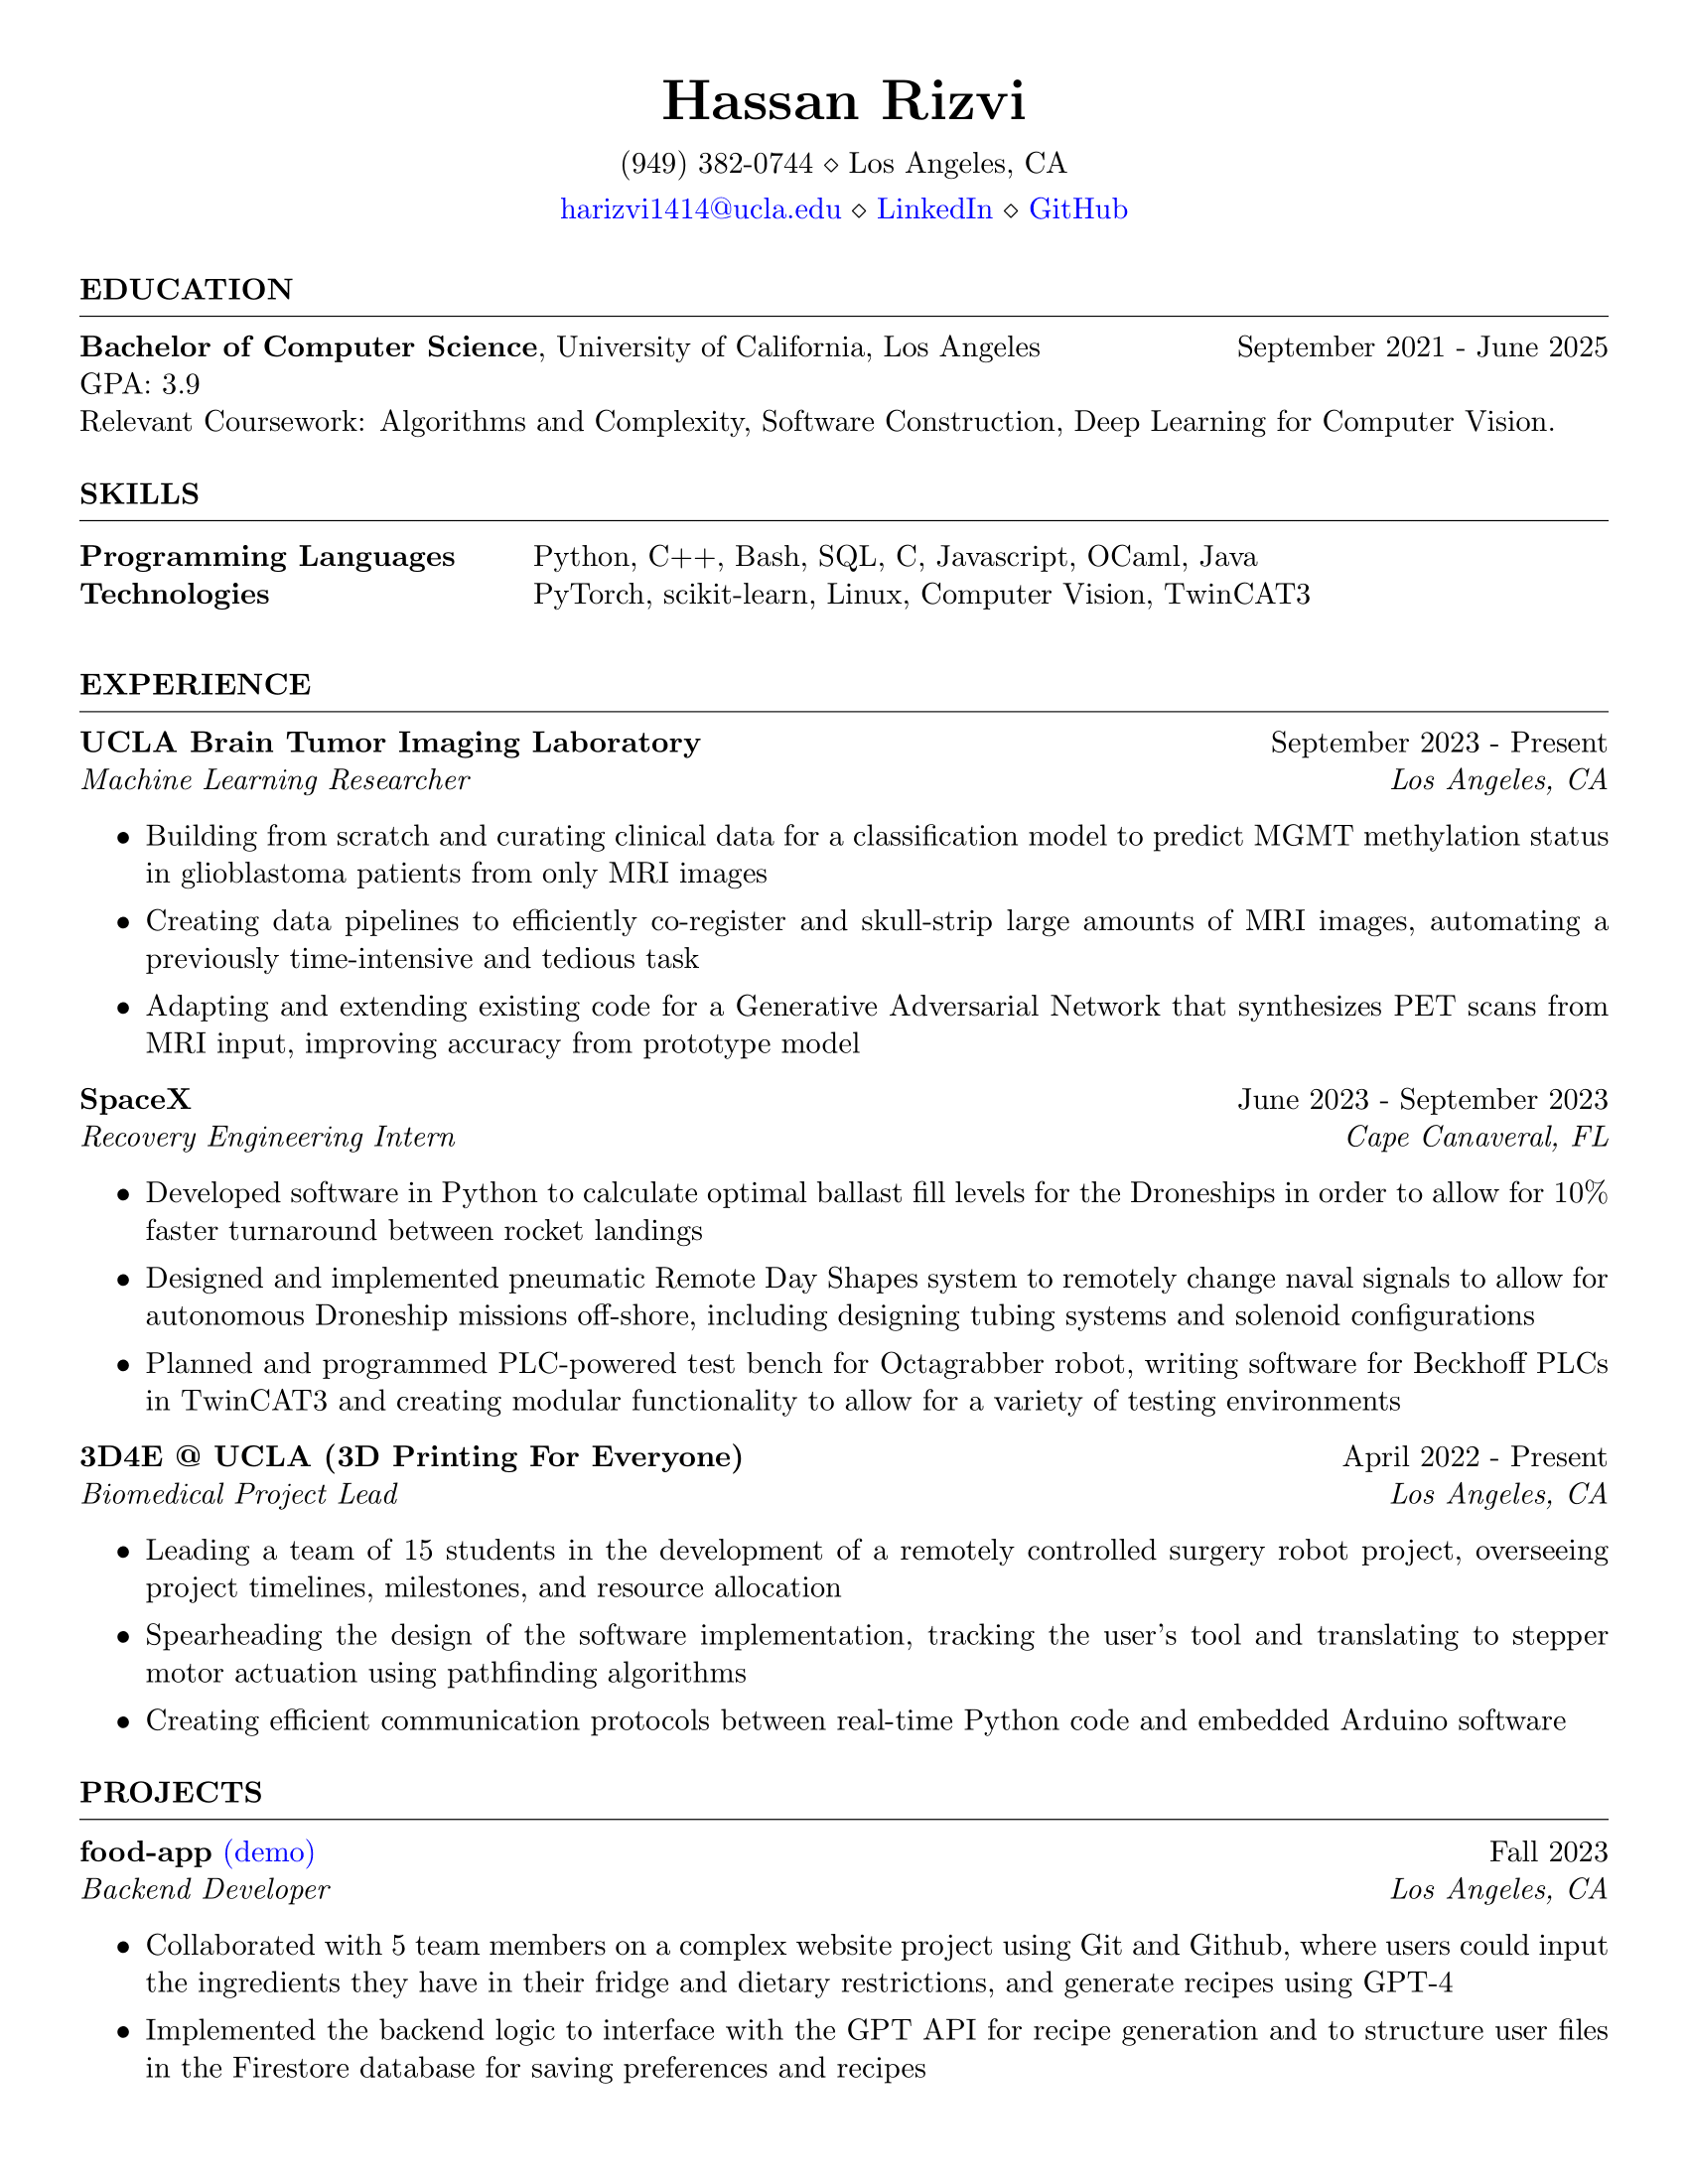 Hassan Rizvi
(949) 382-0744 ⋄ Los Angeles, CA
harizvi1414@ucla.edu ⋄ LinkedIn ⋄ GitHub
EDUCATION
Bachelor of Computer Science, University of California, Los Angeles September 2021 - June 2025
GPA: 3.9
Relevant Coursework: Algorithms and Complexity, Software Construction, Deep Learning for Computer Vision.
SKILLS
Programming Languages Python, C++, Bash, SQL, C, Javascript, OCaml, Java
Technologies PyTorch, scikit-learn, Linux, Computer Vision, TwinCAT3
EXPERIENCE
UCLA Brain Tumor Imaging Laboratory September 2023 - Present
Machine Learning Researcher Los Angeles, CA
• Building from scratch and curating clinical data for a classification model to predict MGMT methylation status
in glioblastoma patients from only MRI images
• Creating data pipelines to efficiently co-register and skull-strip large amounts of MRI images, automating a
previously time-intensive and tedious task
• Adapting and extending existing code for a Generative Adversarial Network that synthesizes PET scans from
MRI input, improving accuracy from prototype model
SpaceX June 2023 - September 2023
Recovery Engineering Intern Cape Canaveral, FL
• Developed software in Python to calculate optimal ballast fill levels for the Droneships in order to allow for 10%
faster turnaround between rocket landings
• Designed and implemented pneumatic Remote Day Shapes system to remotely change naval signals to allow for
autonomous Droneship missions off-shore, including designing tubing systems and solenoid configurations
• Planned and programmed PLC-powered test bench for Octagrabber robot, writing software for Beckhoff PLCs
in TwinCAT3 and creating modular functionality to allow for a variety of testing environments
3D4E @ UCLA (3D Printing For Everyone) April 2022 - Present
Biomedical Project Lead Los Angeles, CA
• Leading a team of 15 students in the development of a remotely controlled surgery robot project, overseeing
project timelines, milestones, and resource allocation
• Spearheading the design of the software implementation, tracking the user's tool and translating to stepper
motor actuation using pathfinding algorithms
• Creating efficient communication protocols between real-time Python code and embedded Arduino software
PROJECTS
food-app (demo) Fall 2023
Backend Developer Los Angeles, CA
• Collaborated with 5 team members on a complex website project using Git and Github, where users could input
the ingredients they have in their fridge and dietary restrictions, and generate recipes using GPT-4
• Implemented the backend logic to interface with the GPT API for recipe generation and to structure user files
in the Firestore database for saving preferences and recipes